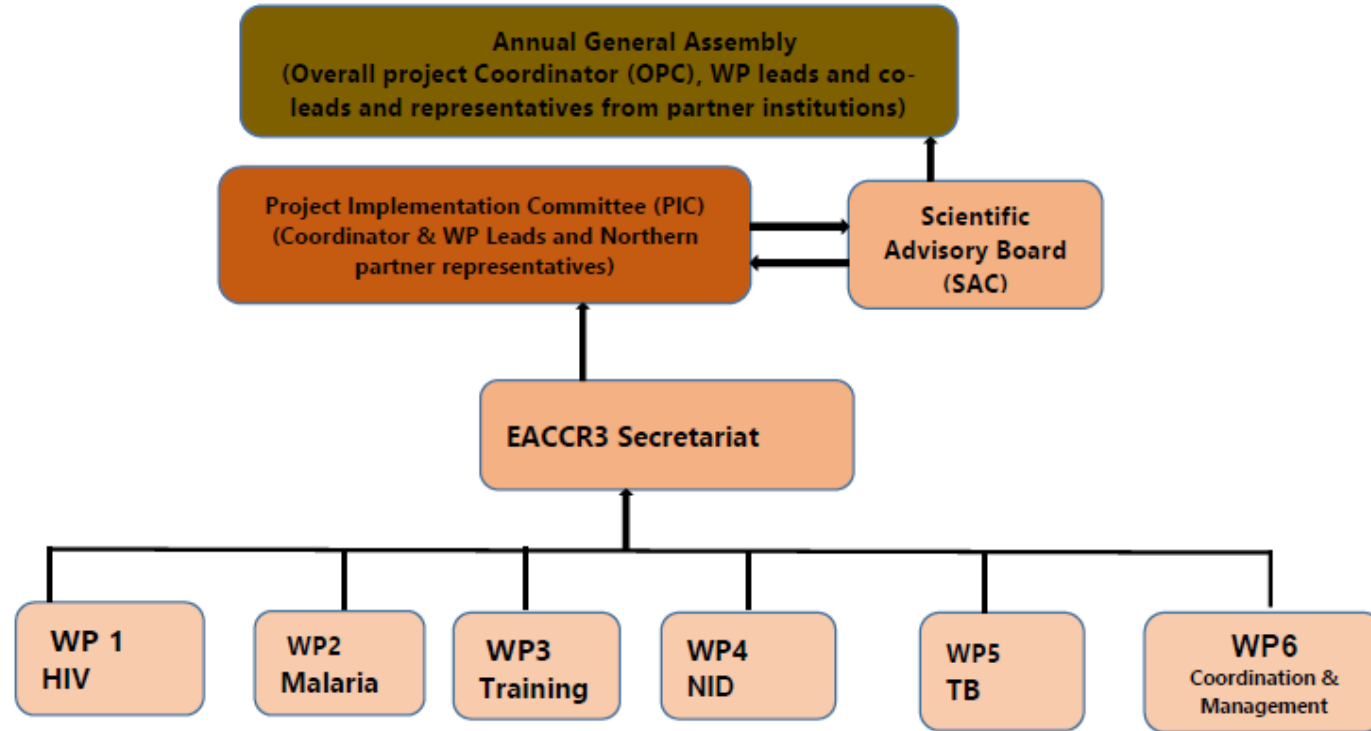 Annual General Assembly
(Overall project Coordinator (OPC), WP leads and co-
leads and representatives from partner institutions)
Project Implementation Committee (PIC)
(Coordinator & WP Leads and Northern
partner representatives)
Scientific
Advisory Board
(SAC)
EACCR3 Secretariat
WP 1
HIV
WP2
Malaria
WP3
Training
WP4
NID
WP5
TB
WP6
Coordination &
Management